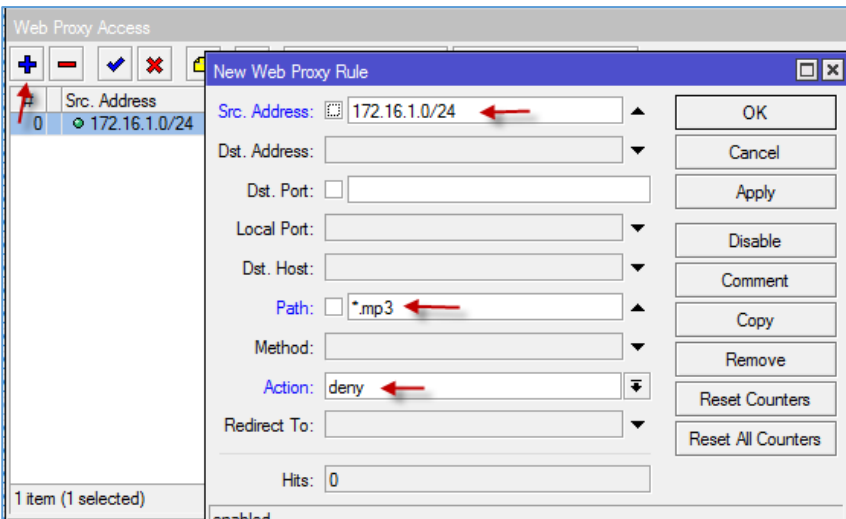 Web Proxy Access
# Src. Address
0 172.16.1.0/24
1 item (1 selected)
New Web Proxy Rule
Src. Address: 172.16.1.0/24
Dst. Address:
Dst. Port:
Local Port:
Dst. Host:
Path: *.mp3
Method:
Action: deny
Redirect To:
Hits: 0
enabled
OK
Cancel
Apply
Disable
Comment
Copy
Remove
Reset Counters
Reset All Counters